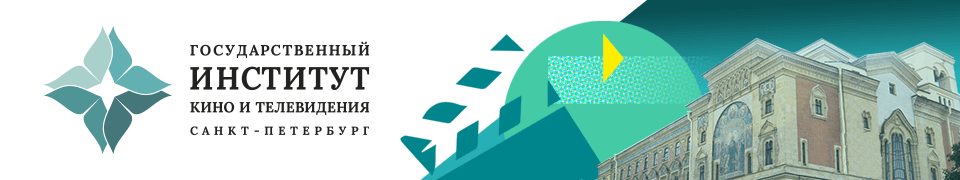 ГОСУДАРСТВЕННЫЙ
ИНСТИТУТ
КИНО И ТЕЛЕВИДЕНИЯ
САНКТ-ПЕТЕРБУРГ